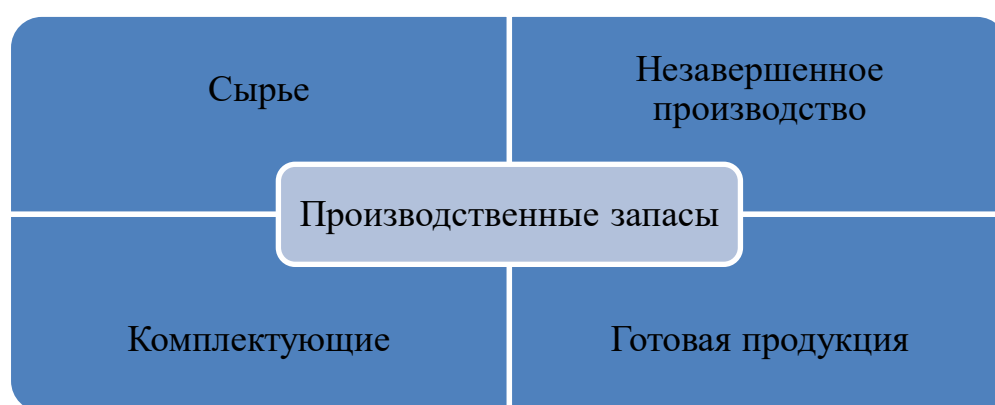 Сырье
Незавершенное
производство
Производственные запасы
Комплектующие
Готовая продукция